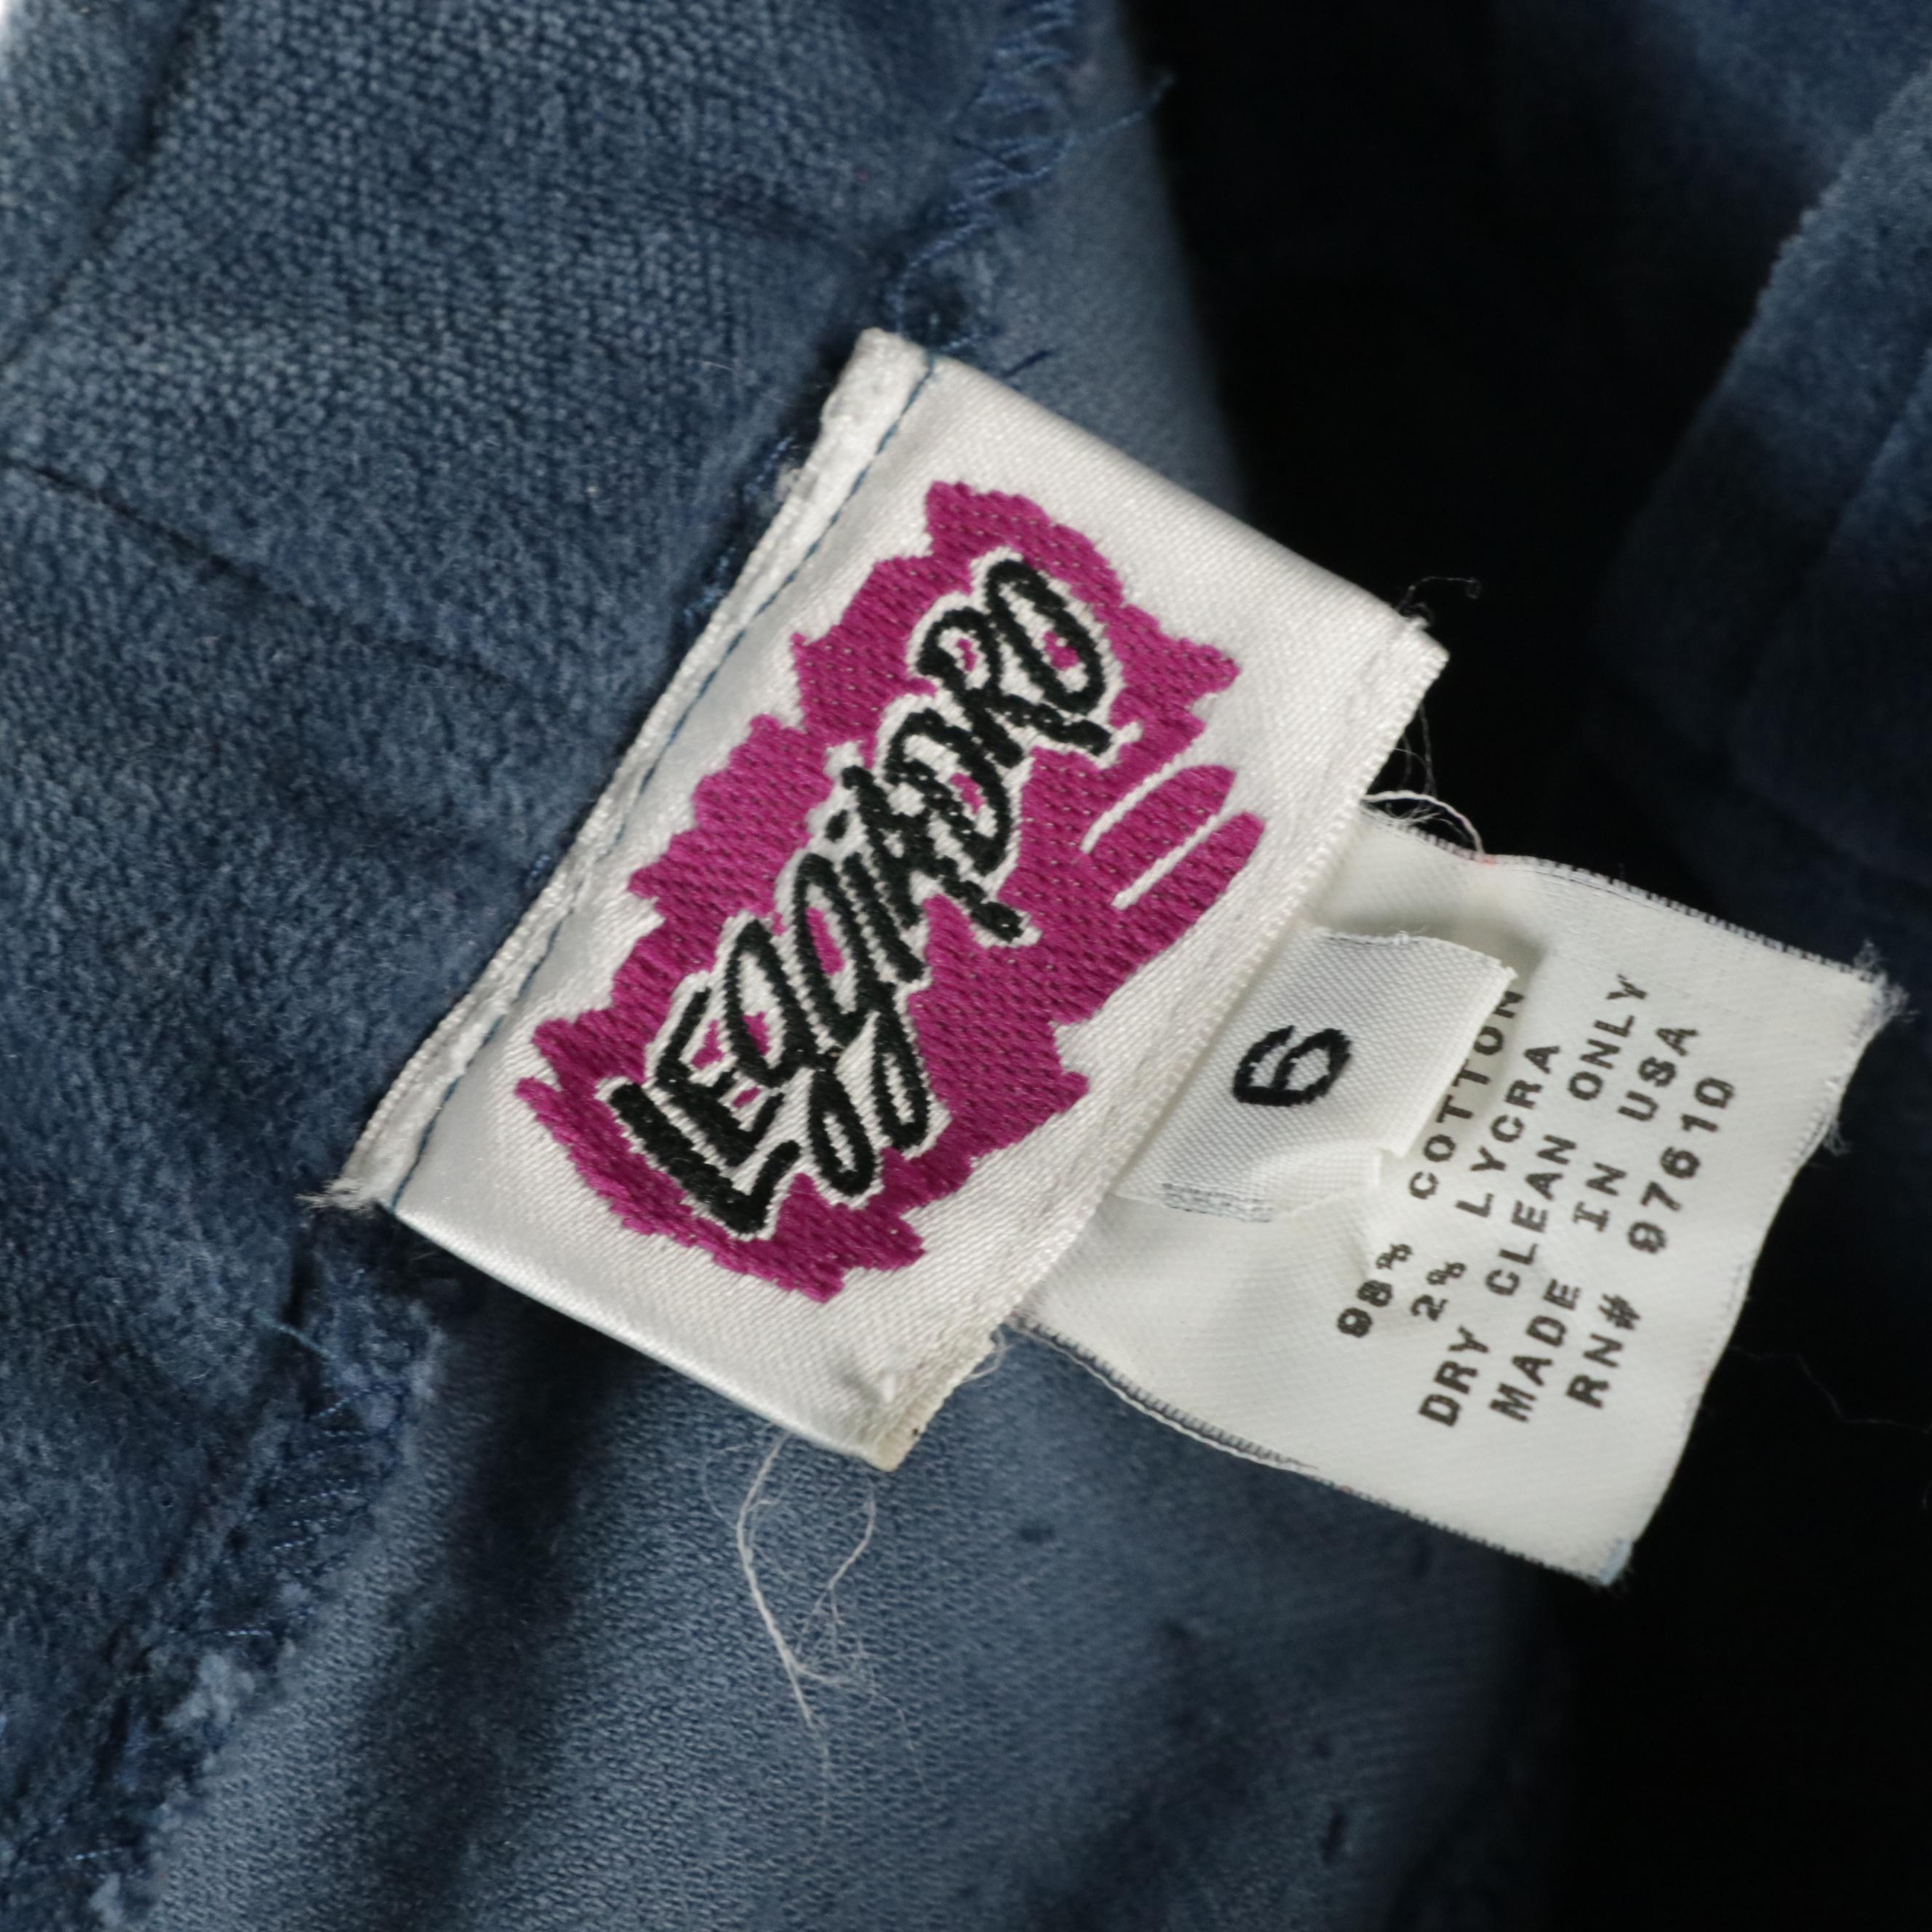 LEggiADRO
6
98% COTTON
2% LYCRA
DRY CLEAN ONLY
MADE IN USA
RN# 97610